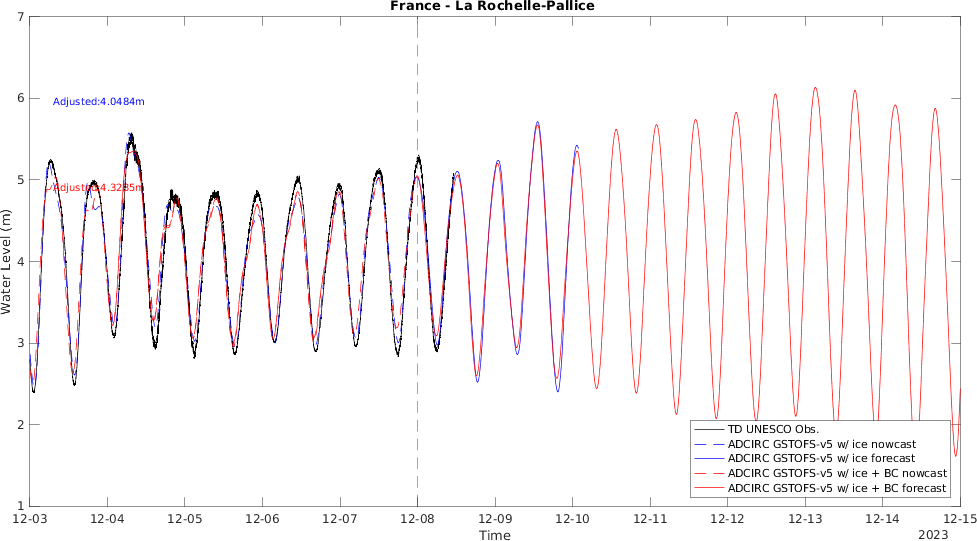 France - La Rochelle-Pallice
7
6
5
4
3
2
1
Water Level (m)
Adjusted:4.0484m
Adjusted:4.3285m
TD UNESCO Obs.
ADCIRC GSTOFS-v5 w/ ice nowcast
ADCIRC GSTOFS-v5 w/ ice forecast
ADCIRC GSTOFS-v5 w/ ice + BC nowcast
ADCIRC GSTOFS-v5 w/ ice + BC forecast
12-03 12-04 12-05 12-06 12-07 12-08 12-09 12-10 12-11 12-12 12-13 12-14 12-15
Time
2023